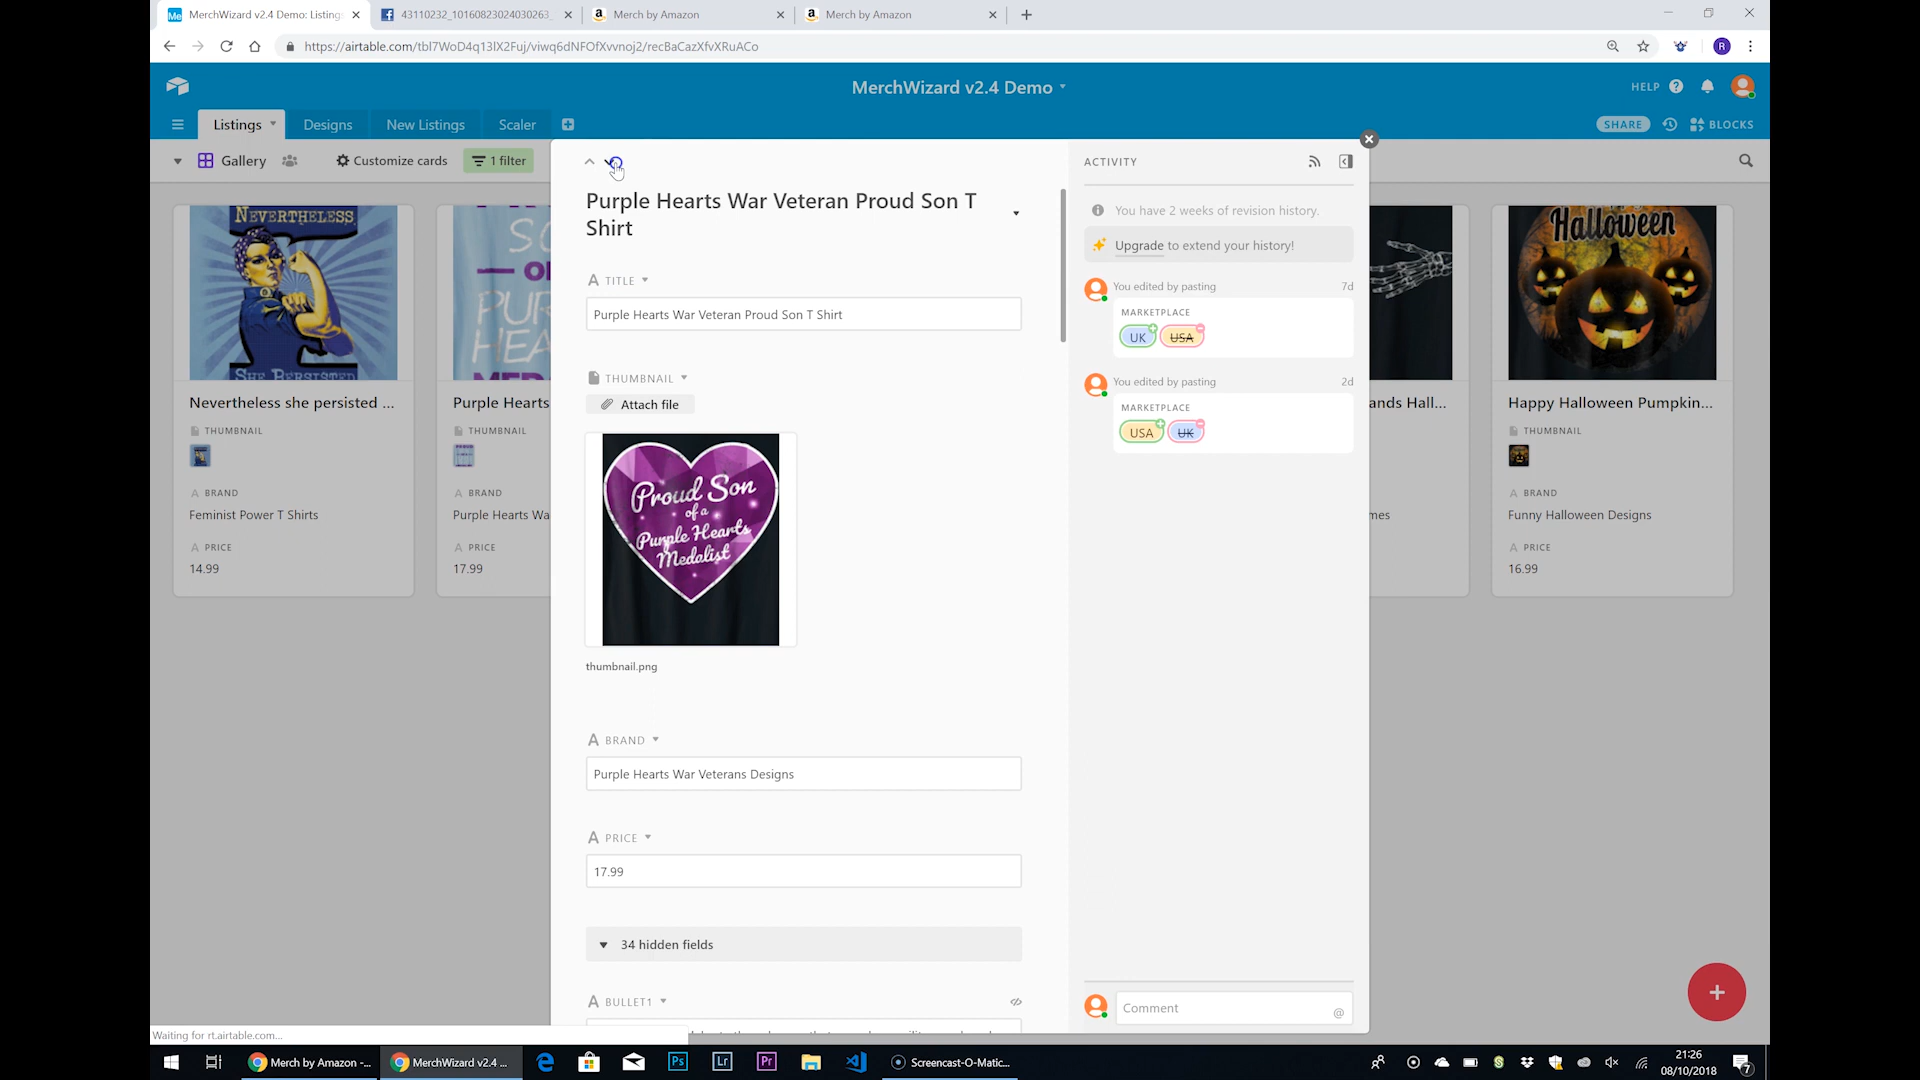 MerchWizard v2.4 Demo: Listing:
43110232_10160823024030263_
Merch by Amazon
Merch by Amazon
https://airtable.com/tbl7WoD4q13lX2Fuj/viwq6dNFOfXvvnoj2/recBaCazXfvXRuACo
R
MerchWizard v2.4 Demo
HELP
Listings
Designs
New Listings
Scaler
SHARE
BLOCKS
Gallery
Customize cards
1 filter
ACTIVITY
Purple Hearts War Veteran Proud Son T
Shirt
TITLE
Purple Hearts War Veteran Proud Son T Shirt
THUMBNAIL
Attach file
Proud Son
of a
Purple Hearts
Medalist
thumbnail.png
BRAND
Purple Hearts War Veterans Designs
PRICE
17.99
34 hidden fields
BULLET1
You have 2 weeks of revision history.
Upgrade to extend your history!
You edited by pasting
7d
MARKETPLACE
UK USA
You edited by pasting
2d
MARKETPLACE
USA UK
Comment
NEVERTHELESS,
SHE PERSISTED
Nevertheless she persisted ...
THUMBNAIL
BRAND
Feminist Power T Shirts
PRICE
14.99
Purple Hearts
THUMBNAIL
BRAND
Purple Hearts Wa
PRICE
17.99
ands Hall...
mes
Halloween
Happy Halloween Pumpkin...
THUMBNAIL
BRAND
Funny Halloween Designs
PRICE
16.99
Waiting for rt.airtable.com...
Merch by Amazon -...
MerchWizard v2.4 ...
Ps
Lr
Pr
Screencast-O-Matic...
21:26
08/10/2018
7